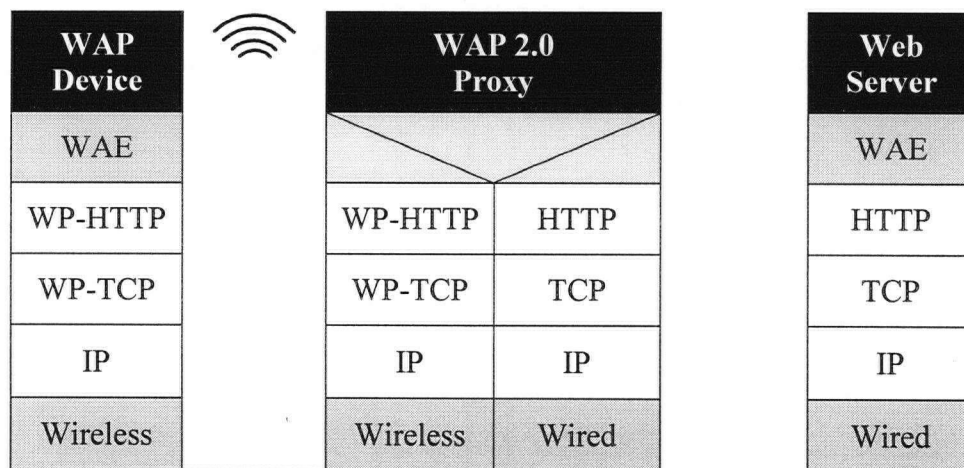 WAP
Device
WAE
WP-HTTP
WP-TCP
IP
Wireless
WAP 2.0
Proxy
WP-HTTP HTTP
WP-TCP TCP
IP IP
Wireless Wired
Web
Server
WAE
HTTP
TCP
IP
Wired